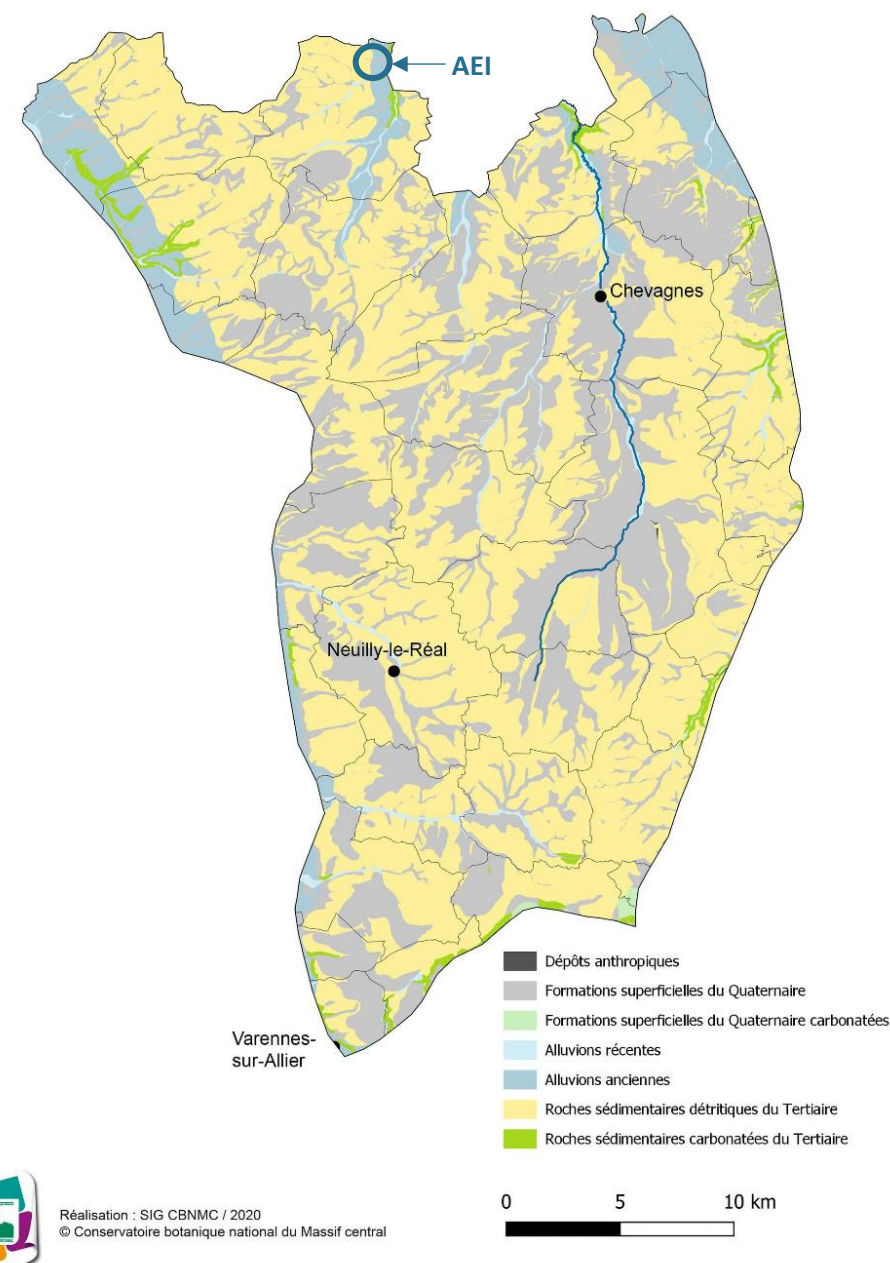 AEI
Chevagnes
Neuilly-le-Réal
Varennes-
sur-Allier
Dépôts anthropiques
Formations superficielles du Quaternaire
Formations superficielles du Quaternaire carbonatées
Alluvions récentes
Alluvions anciennes
Roches sédimentaires détritiques du Tertiaire
Roches sédimentaires carbonatées du Tertiaire
0 5 10 km
Réalisation : SIG CBNMC / 2020
© Conservatoire botanique national du Massif central